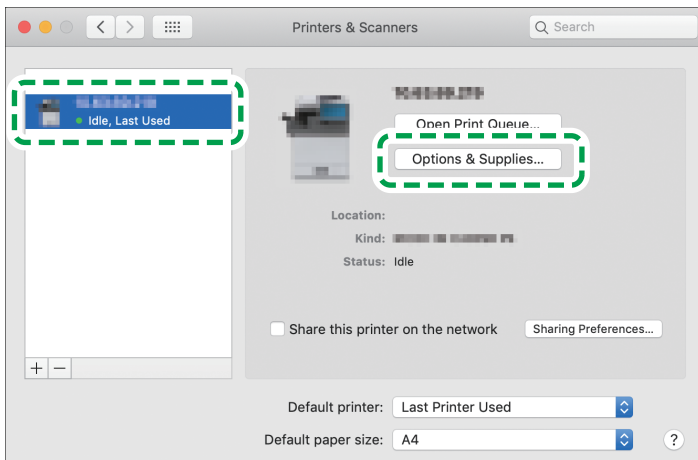 Printers & Scanners
Search
Idle, Last Used
Open Print Queue...
Options & Supplies...
Location:
Kind:
Status: Idle
Share this printer on the network
Sharing Preferences...
+ −
Default printer: Last Printer Used
Default paper size: A4
?